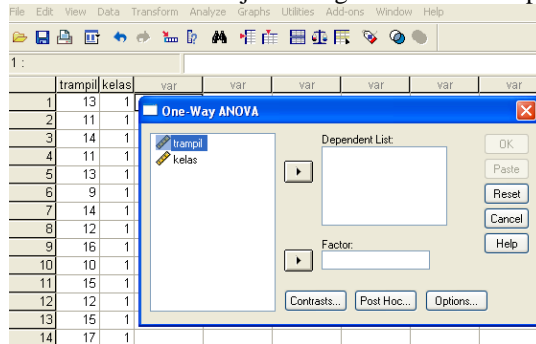 File Edit View Data Transform Analyze Graphs Utilities Add-ons Window Help
1 :
trampil kelas var var var var var var
One-Way ANOVA
1 13 1
2 11 1
3 14 1
4 11 1
5 13 1
6 9 1
7 14 1
8 12 1
9 16 1
10 10 1
11 15 1
12 12 1
13 15 1
14 17 1
trampil
kelas
Dependent List:
Factor:
OK
Paste
Reset
Cancel
Help
Contrasts... Post Hoc... Options...